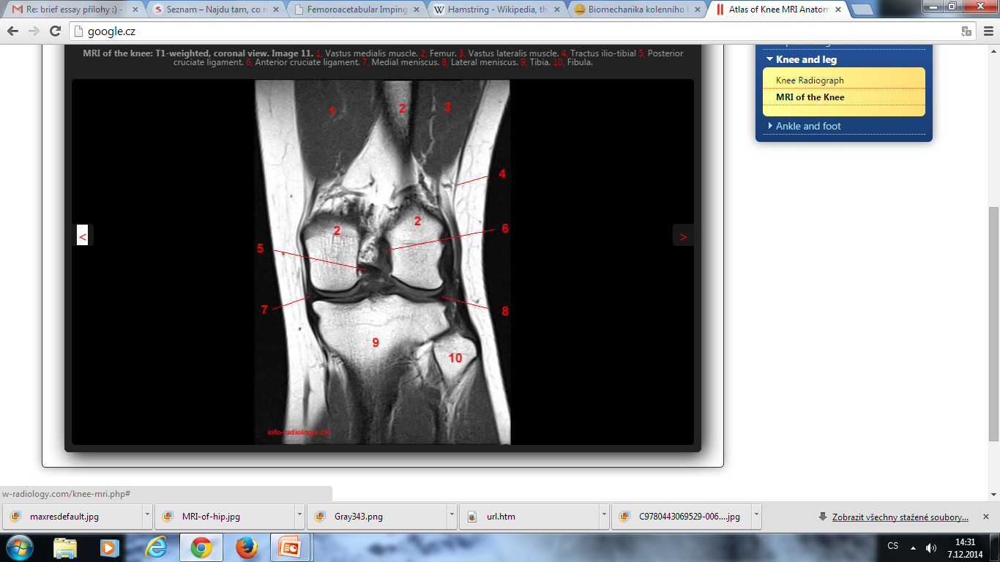 Re: brief essay přílohy :) -
Seznam – Najdu tam, co n
Femoroacetabular Imping
Hamstring - Wikipedia, th
Biomechanika kolenního
Atlas of Knee MRI Anatom
google.cz
MRI of the knee: T1-weighted, coronal view. Image 11. 1, Vastus medialis muscle. 2, Femur. 3, Vastus lateralis muscle. 4, Tractus ilio-tibial 5, Posterior
cruciate ligament. 6, Anterior cruciate ligament. 7, Medial meniscus. 8, Lateral meniscus. 9, Tibia. 10, Fibula.
Knee and leg
Knee Radiograph
MRI of the Knee
Ankle and foot
1
2
3
4
2
2
6
5
< >
7
8
9
10
w-radiology.com/knee-mri.php#
maxresdefault.jpg
MRI-of-hip.jpg
Gray343.png
url.htm
C9780443069529-006....jpg
Zobrazit všechny stažené soubory...
CS
14:31
7.12.2014